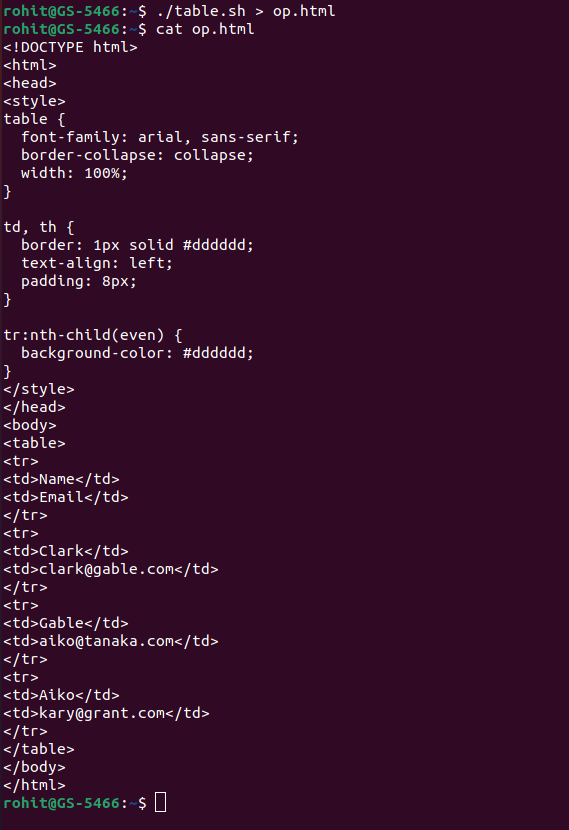 rohit@GS-5466:~$ ./table.sh > op.html
rohit@GS-5466:~$ cat op.html
<!DOCTYPE html>
<html>
<head>
<style>
table {
  font-family: arial, sans-serif;
  border-collapse: collapse;
  width: 100%;
}

td, th {
  border: 1px solid #dddddd;
  text-align: left;
  padding: 8px;
}

tr:nth-child(even) {
  background-color: #dddddd;
}
</style>
</head>
<body>
<table>
<tr>
<td>Name</td>
<td>Email</td>
</tr>
<tr>
<td>Clark</td>
<td>clark@gable.com</td>
</tr>
<tr>
<td>Gable</td>
<td>aiko@tanaka.com</td>
</tr>
<tr>
<td>Aiko</td>
<td>kary@grant.com</td>
</tr>
</table>
</body>
</html>
rohit@GS-5466:~$